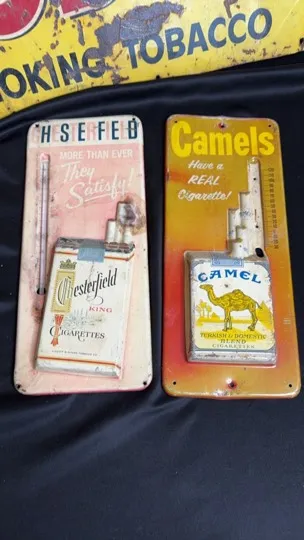 OKING TOBACCO
HSEFED
MORE THAN EVER
They
Satisfy!
Chesterfield
KING
CIGARETTES
Camels
Have a
REAL
Cigarette!
CAMEL
TURKISH & DOMESTIC
BLEND
CIGARETTES